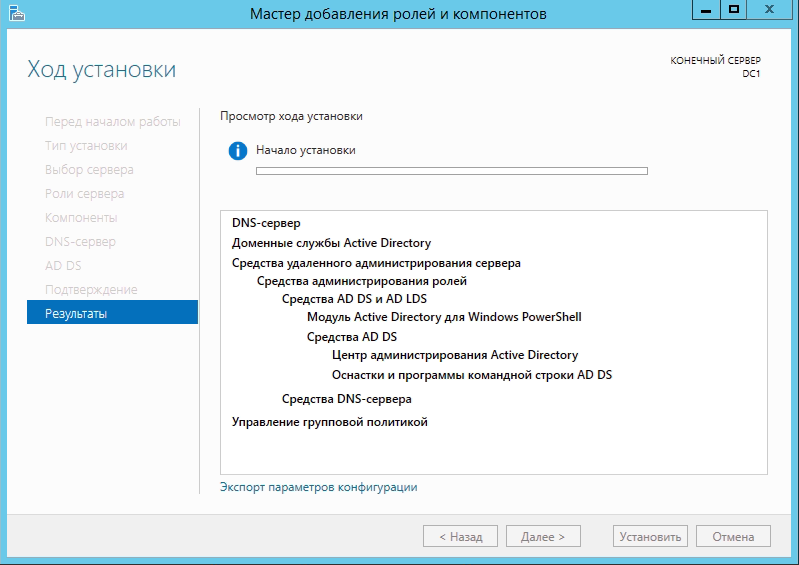 Мастер добавления ролей и компонентов
Ход установки
КОНЕЧНЫЙ СЕРВЕР
DC1
Перед началом работы
Тип установки
Выбор сервера
Роли сервера
Компоненты
DNS-сервер
AD DS
Подтверждение
Результаты
Просмотр хода установки
Начало установки
DNS-сервер
Доменные службы Active Directory
Средства удаленного администрирования сервера
Средства администрирования ролей
Средства AD DS и AD LDS
Модуль Active Directory для Windows PowerShell
Средства AD DS
Центр администрирования Active Directory
Оснастки и программы командной строки AD DS
Средства DNS-сервера
Управление групповой политикой
Экспорт параметров конфигурации
< Назад
Далее >
Установить
Отмена